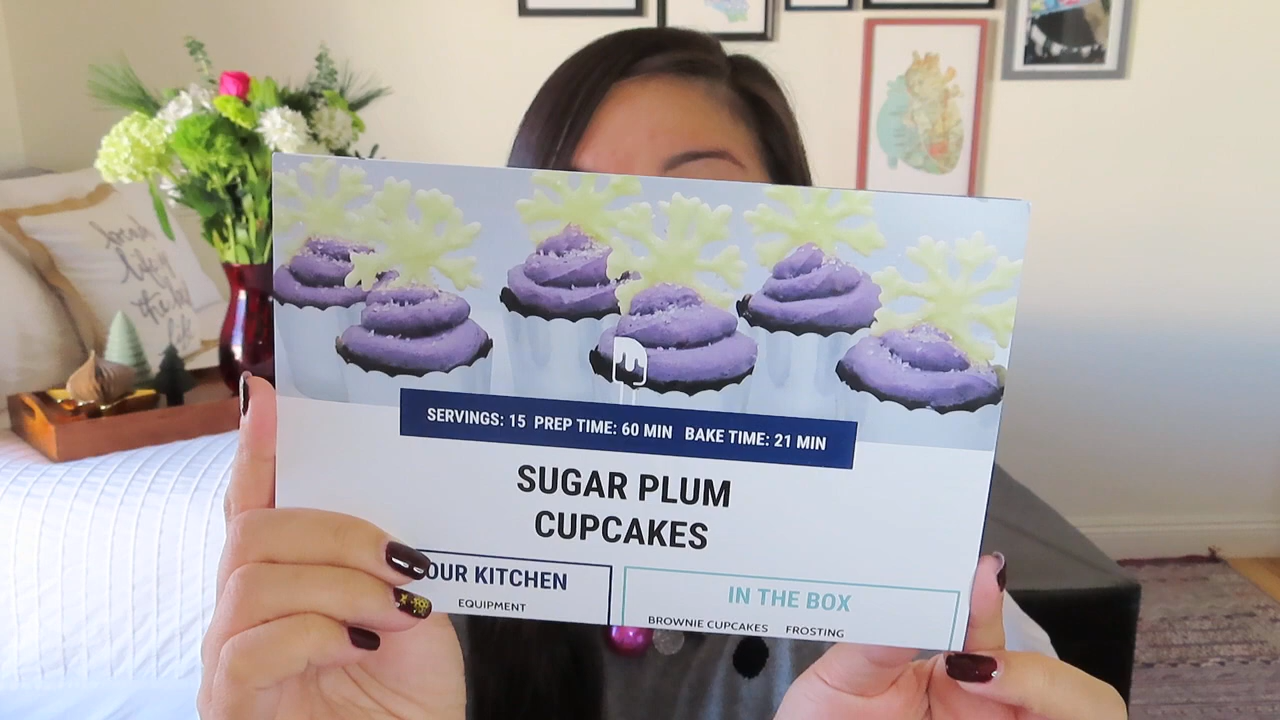 SERVINGS: 15 PREP TIME: 60 MIN BAKE TIME: 21 MIN
SUGAR PLUM
CUPCAKES
OUR KITCHEN
IN THE BOX
EQUIPMENT
BROWNIE CUPCAKES FROSTING